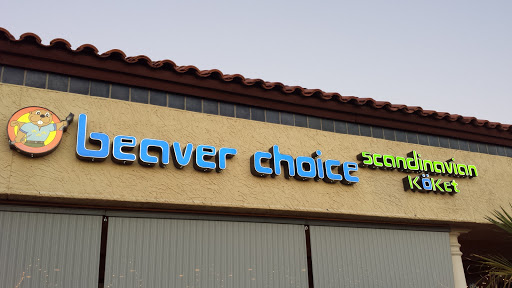 beaver choice
scandinavian
KöKet